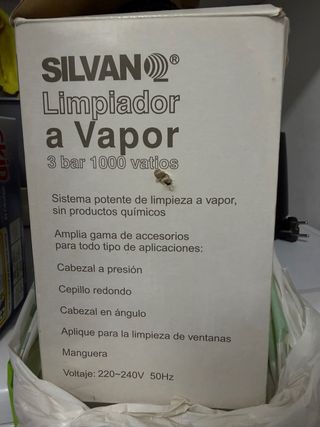 SILVANO®
Limpiador
a Vapor
3 bar 1000 vatios
Sistema potente de limpieza a vapor,
sin productos químicos
Amplia gama de accesorios
para todo tipo de aplicaciones:
Cabezal a presión
Cepillo redondo
Cabezal en ángulo
Aplique para la limpieza de ventanas
Manguera
Voltaje: 220~240V 50Hz